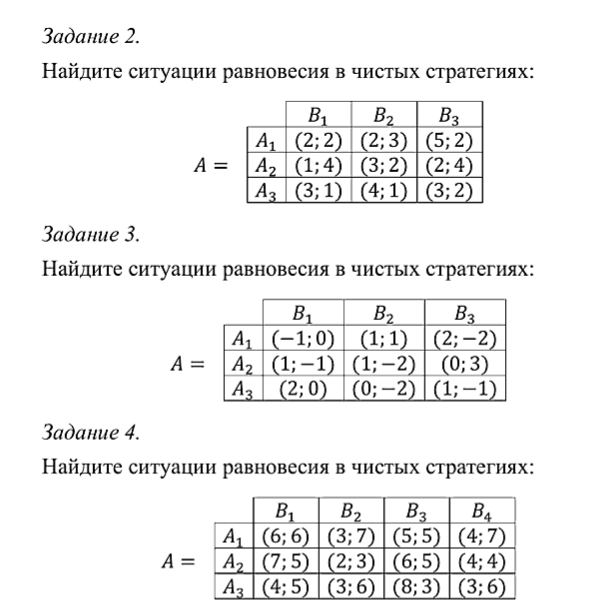 Задание 2.
Найдите ситуации равновесия в чистых стратегиях:
B₁ B₂ B₃
A₁ (2; 2) (2; 3) (5; 2)
A = A₂ (1; 4) (3; 2) (2; 4)
A₃ (3; 1) (4; 1) (3; 2)
Задание 3.
Найдите ситуации равновесия в чистых стратегиях:
B₁ B₂ B₃
A₁ (−1; 0) (1; 1) (2; −2)
A = A₂ (1; −1) (1; −2) (0; 3)
A₃ (2; 0) (0; −2) (1; −1)
Задание 4.
Найдите ситуации равновесия в чистых стратегиях:
B₁ B₂ B₃ B₄
A₁ (6; 6) (3; 7) (5; 5) (4; 7)
A = A₂ (7; 5) (2; 3) (6; 5) (4; 4)
A₃ (4; 5) (3; 6) (8; 3) (3; 6)